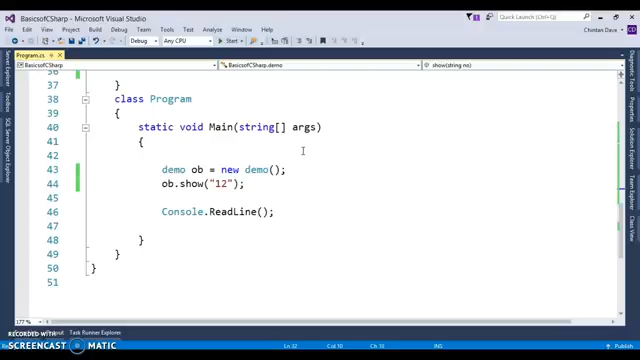 BasicsofCSharp - Microsoft Visual Studio
Quick Launch (Ctrl+Q)
File Edit View Project Build Debug Team Tools Architecture Test Analyze Window Help
Chintan Dave
CD
Debug Any CPU Start
Program.cs
BasicsofCSharp BasicsofCSharp.demo show(string no)
36
37 }
38 class Program
39 {
40 static void Main(string[] args)
41 {
42
43 demo ob = new demo();
44 ob.show("12");
45
46 Console.ReadLine();
47
48 }
49 }
50 }
51
177 %
Server Explorer
Toolbox
SQL Server Object Explorer
Diagnostic Tools
Properties
Solution Explorer
Team Explorer
Class View
Output Task Runner Explorer
RECORDED WITH
SCREENCAST MATIC
Ln 32 Col 10 Ch 10 INS Publish